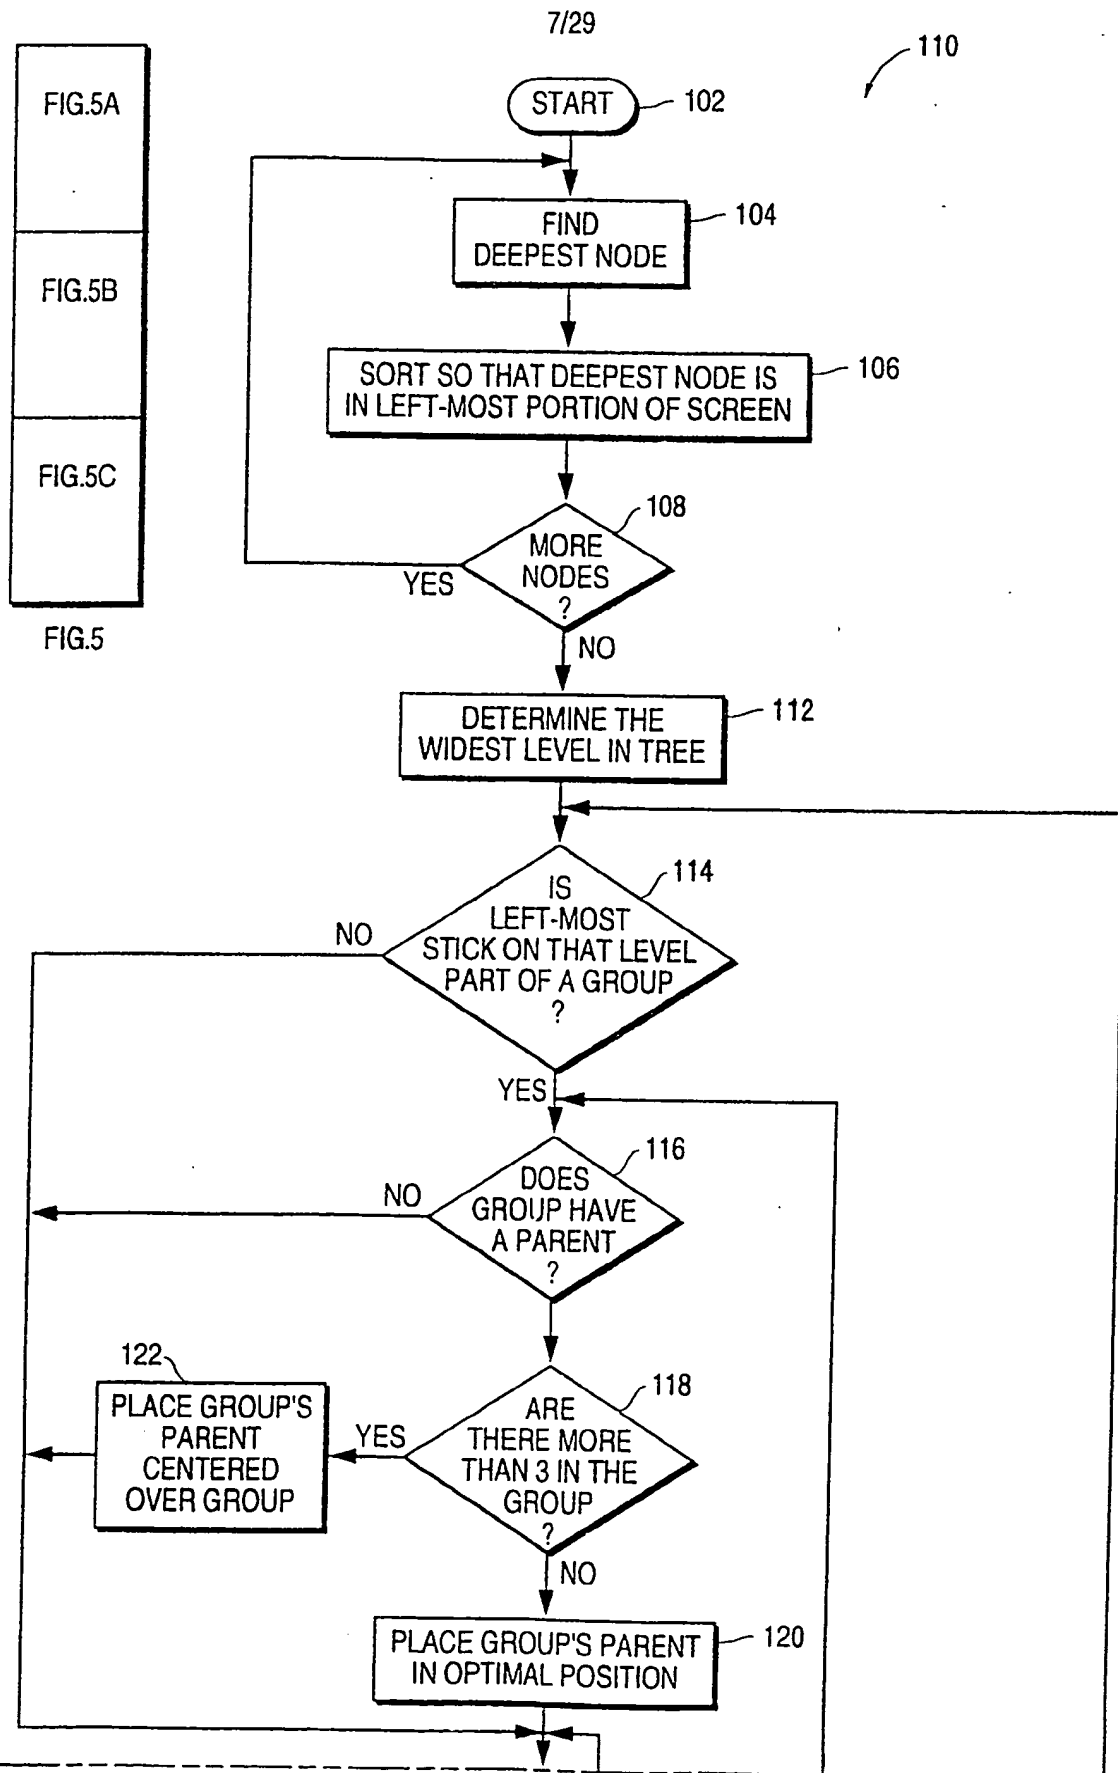 7/29
110
FIG.5A
FIG.5B
FIG.5C
FIG.5
START
102
FIND
DEEPEST NODE
104
SORT SO THAT DEEPEST NODE IS
IN LEFT-MOST PORTION OF SCREEN
106
MORE
NODES
?
108
YES
NO
DETERMINE THE
WIDEST LEVEL IN TREE
112
IS
LEFT-MOST
STICK ON THAT LEVEL
PART OF A GROUP
?
114
NO
YES
DOES
GROUP HAVE
A PARENT
?
116
NO
ARE
THERE MORE
THAN 3 IN THE
GROUP
?
118
YES
122
PLACE GROUP'S
PARENT
CENTERED
OVER GROUP
NO
PLACE GROUP'S PARENT
IN OPTIMAL POSITION
120